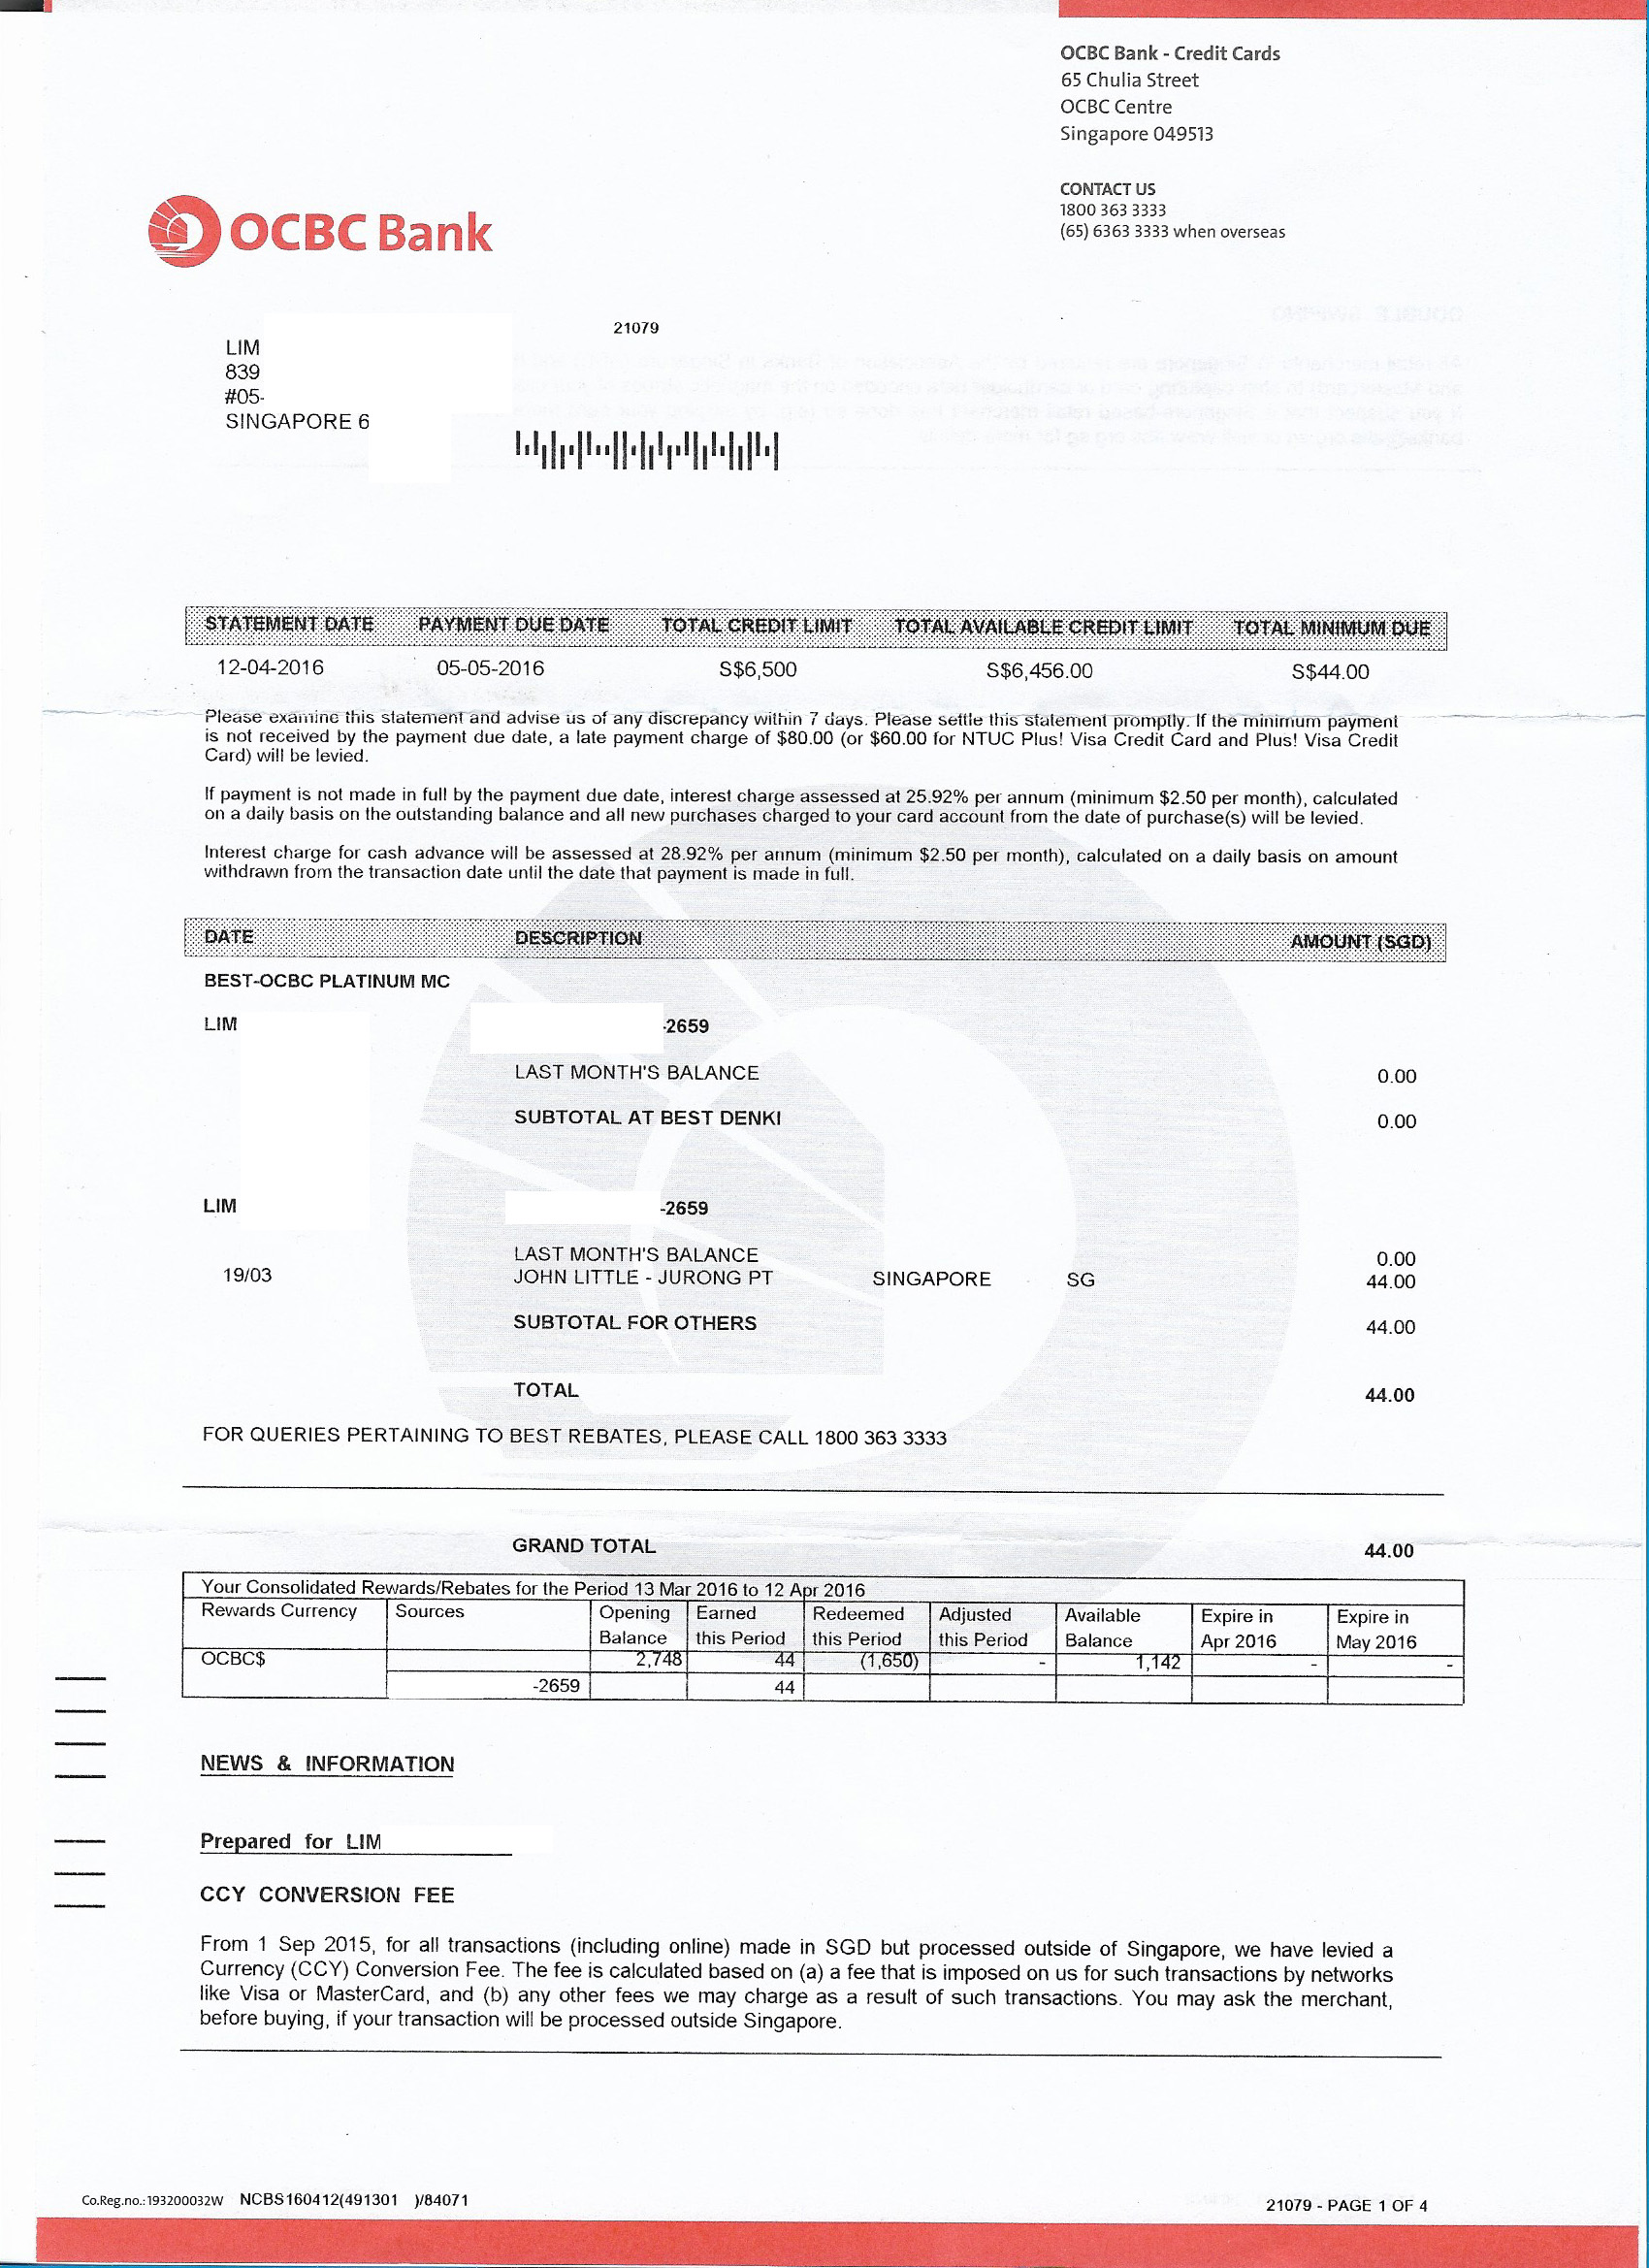 OCBC Bank - Credit Cards
65 Chulia Street
OCBC Centre
Singapore 049513
CONTACT US
1800 363 3333
(65) 6363 3333 when overseas
OCBC Bank
21079
LIM
839
#05-
SINGAPORE 6
STATEMENT DATE PAYMENT DUE DATE TOTAL CREDIT LIMIT TOTAL AVAILABLE CREDIT LIMIT TOTAL MINIMUM DUE
12-04-2016 05-05-2016 S$6,500 S$6,456.00 S$44.00
Please examine this statement and advise us of any discrepancy within 7 days. Please settle this statement promptly. If the minimum payment
is not received by the payment due date, a late payment charge of $80.00 (or $60.00 for NTUC Plus! Visa Credit Card and Plus! Visa Credit
Card) will be levied.
If payment is not made in full by the payment due date, interest charge assessed at 25.92% per annum (minimum $2.50 per month), calculated
on a daily basis on the outstanding balance and all new purchases charged to your card account from the date of purchase(s) will be levied.
Interest charge for cash advance will be assessed at 28.92% per annum (minimum $2.50 per month), calculated on a daily basis on amount
withdrawn from the transaction date until the date that payment is made in full.
DATE DESCRIPTION AMOUNT (SGD)
BEST-OCBC PLATINUM MC
LIM -2659
LAST MONTH'S BALANCE 0.00
SUBTOTAL AT BEST DENKI 0.00
LIM -2659
LAST MONTH'S BALANCE 0.00
19/03 JOHN LITTLE - JURONG PT SINGAPORE SG 44.00
SUBTOTAL FOR OTHERS 44.00
TOTAL 44.00
FOR QUERIES PERTAINING TO BEST REBATES, PLEASE CALL 1800 363 3333
GRAND TOTAL 44.00
Your Consolidated Rewards/Rebates for the Period 13 Mar 2016 to 12 Apr 2016
Rewards Currency Sources Opening Earned Redeemed Adjusted Available Expire in Expire in
Balance this Period this Period this Period Balance Apr 2016 May 2016
OCBC$ 2,748 44 (1,650) - 1,142 - -
-2659 44
NEWS & INFORMATION
Prepared for LIM
CCY CONVERSION FEE
From 1 Sep 2015, for all transactions (including online) made in SGD but processed outside of Singapore, we have levied a
Currency (CCY) Conversion Fee. The fee is calculated based on (a) a fee that is imposed on us for such transactions by networks
like Visa or MasterCard, and (b) any other fees we may charge as a result of such transactions. You may ask the merchant,
before buying, if your transaction will be processed outside Singapore.
Co.Reg.no.:193200032W NCBS160412(491301 )/84071
21079 - PAGE 1 OF 4